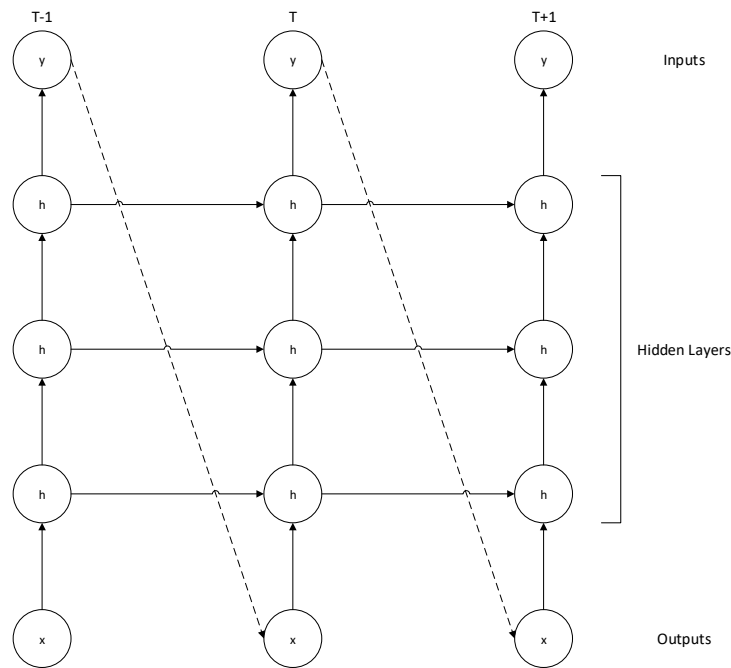 T-1 T T+1
y y y Inputs
h h h
h h h Hidden Layers
h h h
x x x Outputs